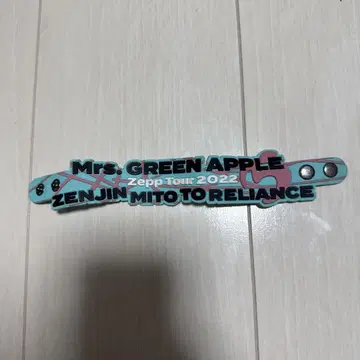 Mrs. GREEN APPLE
Zepp Tour 2022
ZENJIN MITO TO RELIANCE